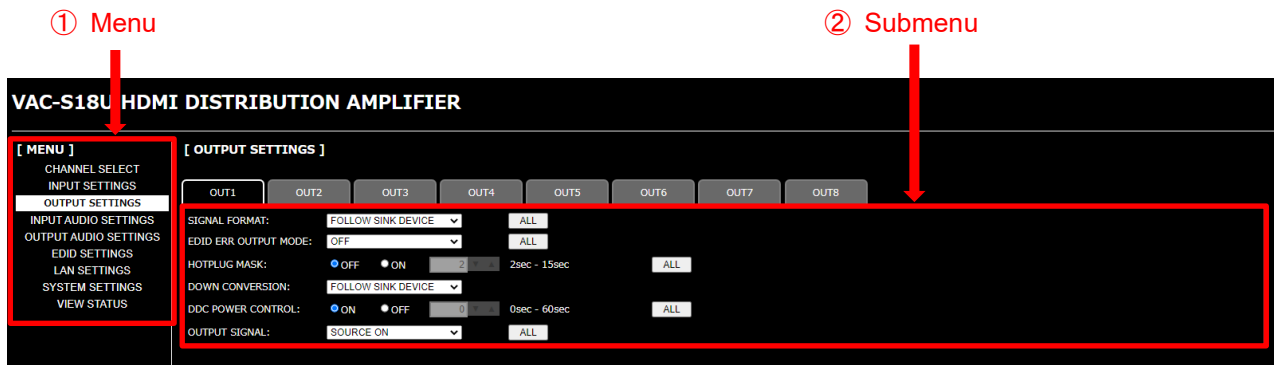 ① Menu ② Submenu
VAC-S18U HDMI DISTRIBUTION AMPLIFIER
[ MENU ]
CHANNEL SELECT
INPUT SETTINGS
OUTPUT SETTINGS
INPUT AUDIO SETTINGS
OUTPUT AUDIO SETTINGS
EDID SETTINGS
LAN SETTINGS
SYSTEM SETTINGS
VIEW STATUS
[ OUTPUT SETTINGS ]
OUT1 OUT2 OUT3 OUT4 OUT5 OUT6 OUT7 OUT8
SIGNAL FORMAT: FOLLOW SINK DEVICE ALL
EDID ERR OUTPUT MODE: OFF ALL
HOTPLUG MASK: OFF ON 2 2sec - 15sec ALL
DOWN CONVERSION: FOLLOW SINK DEVICE
DDC POWER CONTROL: ON OFF 0 0sec - 60sec ALL
OUTPUT SIGNAL: SOURCE ON ALL